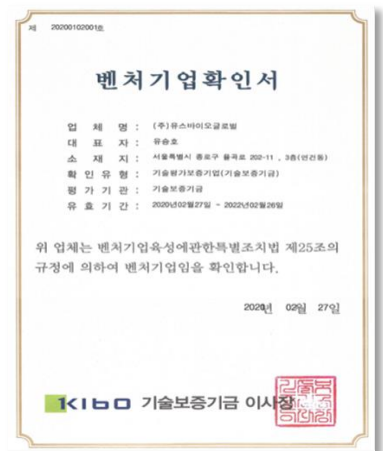 제 20200102001호
벤처기업확인서
업 체 명 : (주)유스바이오글로벌
대 표 자 : 유승호
소 재 지 : 서울특별시 종로구 율곡로 202-11 , 3층(연건동)
확 인 유 형 : 기술평가보증기업(기술보증기금)
평 가 기 관 : 기술보증기금
유 효 기 간 : 2020년02월27일 ~ 2022년02월26일
위 업체는 벤처기업육성에관한특별조치법 제25조의
규정에 의하여 벤처기업임을 확인합니다.
2020년 02월 27일
KIBO 기술보증기금 이사장